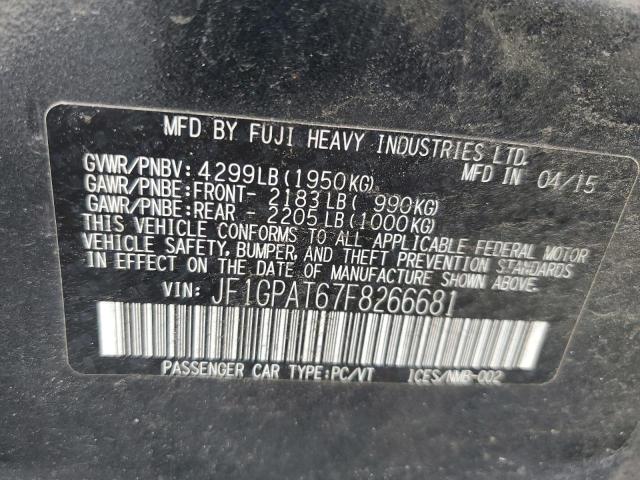 MFD BY FUJI HEAVY INDUSTRIES LTD.
GVWR/PNBV: 4299LB(1950KG) MFD IN 04/15
GAWR/PNBE:FRONT- 2183LB( 990KG)
GAWR/PNBE:REAR - 2205LB(1000KG)
THIS VEHICLE CONFORMS TO ALL APPLICABLE FEDERAL MOTOR
VEHICLE SAFETY, BUMPER, AND THEFT PREVENTION STANDARDS
IN EFFECT ON THE DATE OF MANUFACTURE SHOWN ABOVE.
VIN: JF1GPAT67F8266681
PASSENGER CAR TYPE:PC/VT ICES/NMB-002